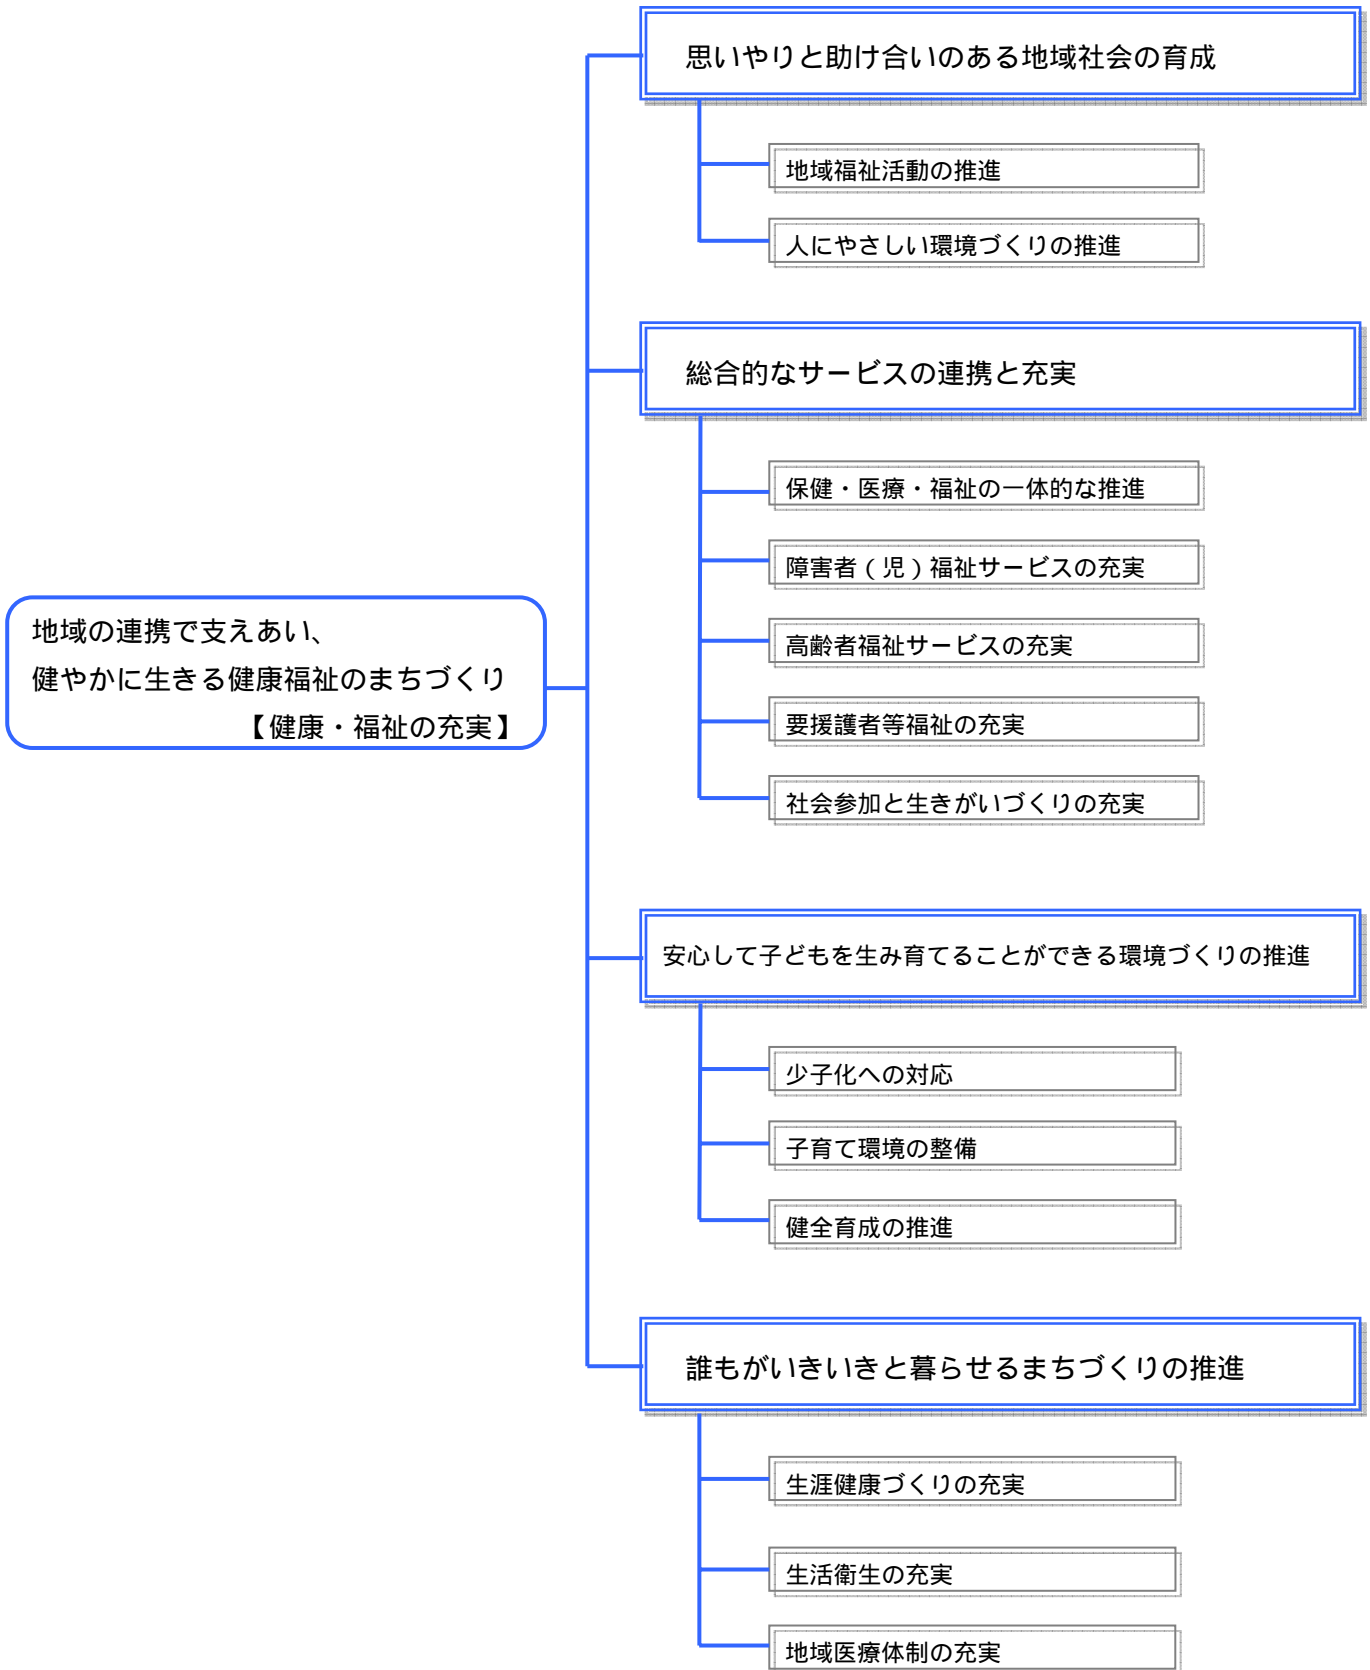 思いやりと助け合いのある地域社会の育成
地域福祉活動の推進
人にやさしい環境づくりの推進
総合的なサービスの連携と充実
保健・医療・福祉の一体的な推進
障害者（児）福祉サービスの充実
高齢者福祉サービスの充実
要援護者等福祉の充実
社会参加と生きがいづくりの充実
地域の連携で支えあい、
健やかに生きる健康福祉のまちづくり
【健康・福祉の充実】
安心して子どもを生み育てることができる環境づくりの推進
少子化への対応
子育て環境の整備
健全育成の推進
誰もがいきいきと暮らせるまちづくりの推進
生涯健康づくりの充実
生活衛生の充実
地域医療体制の充実